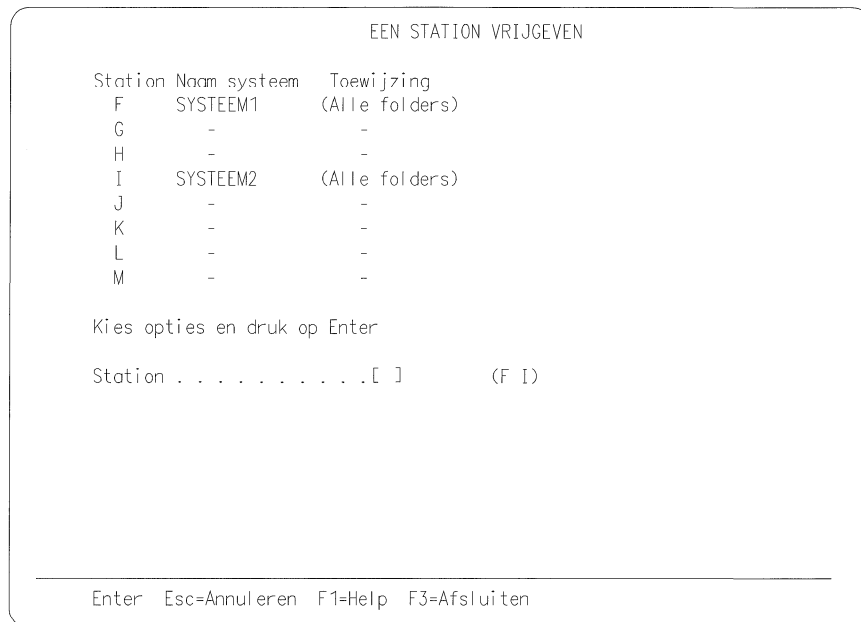 EEN STATION VRIJGEVEN
Station Naam systeem Toewijzing
F SYSTEEM1 (Alle folders)
G - -
H - -
I SYSTEEM2 (Alle folders)
J - -
K - -
L - -
M - -
Kies opties en druk op Enter
Station . . . . . . . . . . .[ ] (F I)
Enter Esc=Annuleren F1=Help F3=Afsluiten